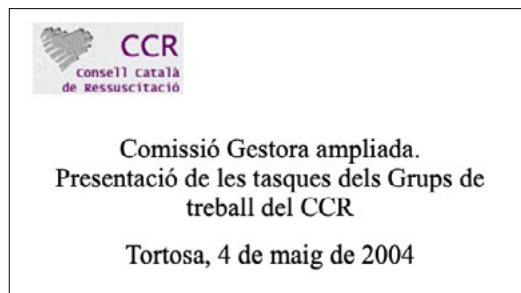 CCR
Consell Català
de Ressuscitació
Comissió Gestora ampliada.
Presentació de les tasques dels Grups de
treball del CCR
Tortosa, 4 de maig de 2004